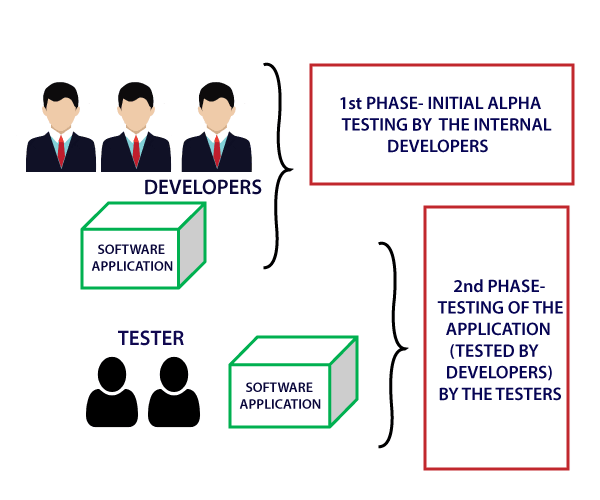 1st PHASE- INITIAL ALPHA
TESTING BY THE INTERNAL
DEVELOPERS
DEVELOPERS
SOFTWARE
APPLICATION
2nd PHASE-
TESTING OF THE
APPLICATION
(TESTED BY
DEVELOPERS)
BY THE TESTERS
TESTER
SOFTWARE
APPLICATION